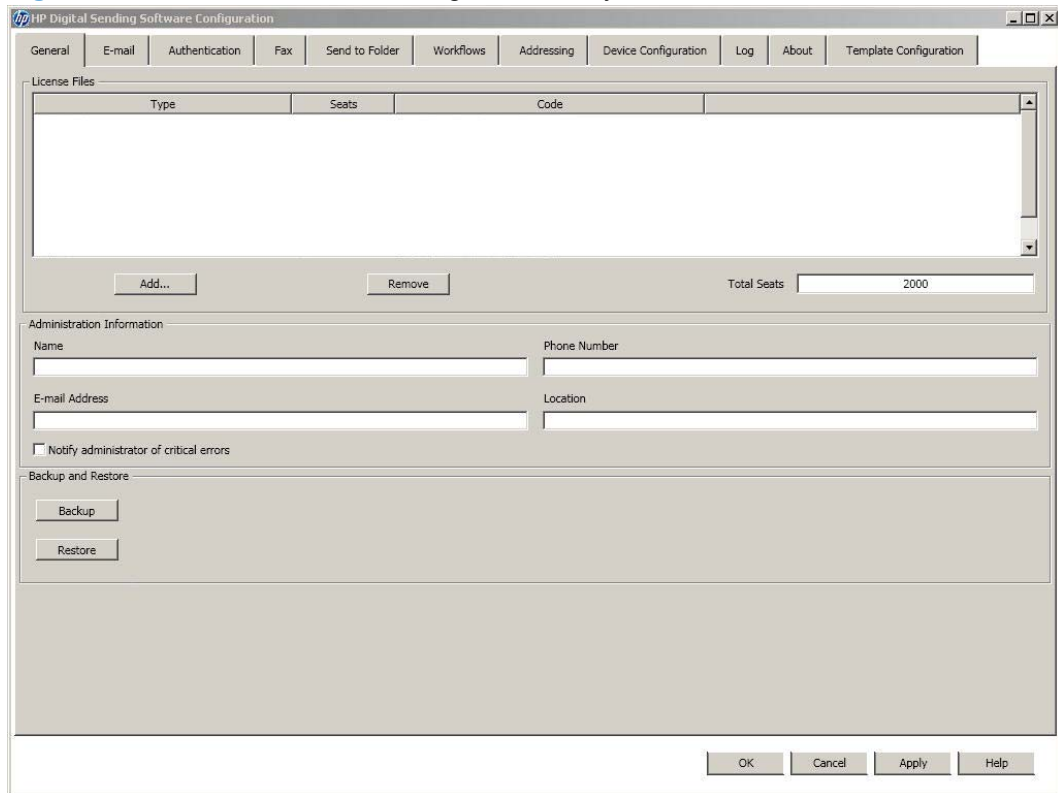 HP Digital Sending Software Configuration
General E-mail Authentication Fax Send to Folder Workflows Addressing Device Configuration Log About Template Configuration
License Files
Type Seats Code
Add... Remove Total Seats 2000
Administration Information
Name Phone Number
E-mail Address Location
Notify administrator of critical errors
Backup and Restore
Backup
Restore
OK Cancel Apply Help